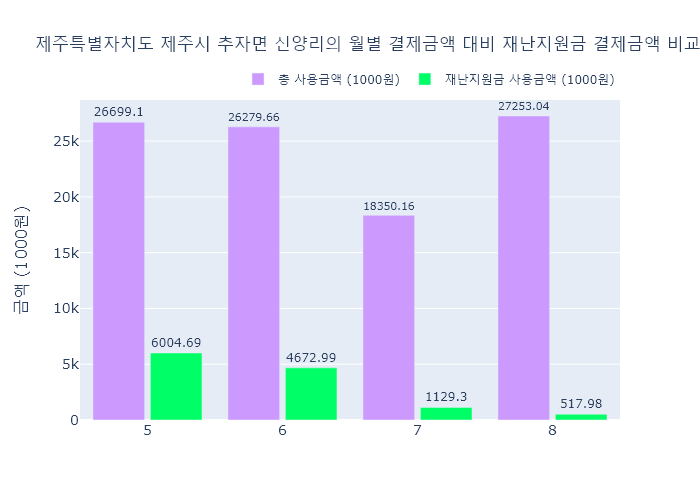 제주특별자치도 제주시 추자면 신양리의 월별 결제금액 대비 재난지원금 결제금액 비교
총 사용금액 (1000원)
재난지원금 사용금액 (1000원)
금액 (1000원)
25k
20k
15k
10k
5k
0
26699.1
6004.69
26279.66
4672.99
18350.16
1129.3
27253.04
517.98
5
6
7
8